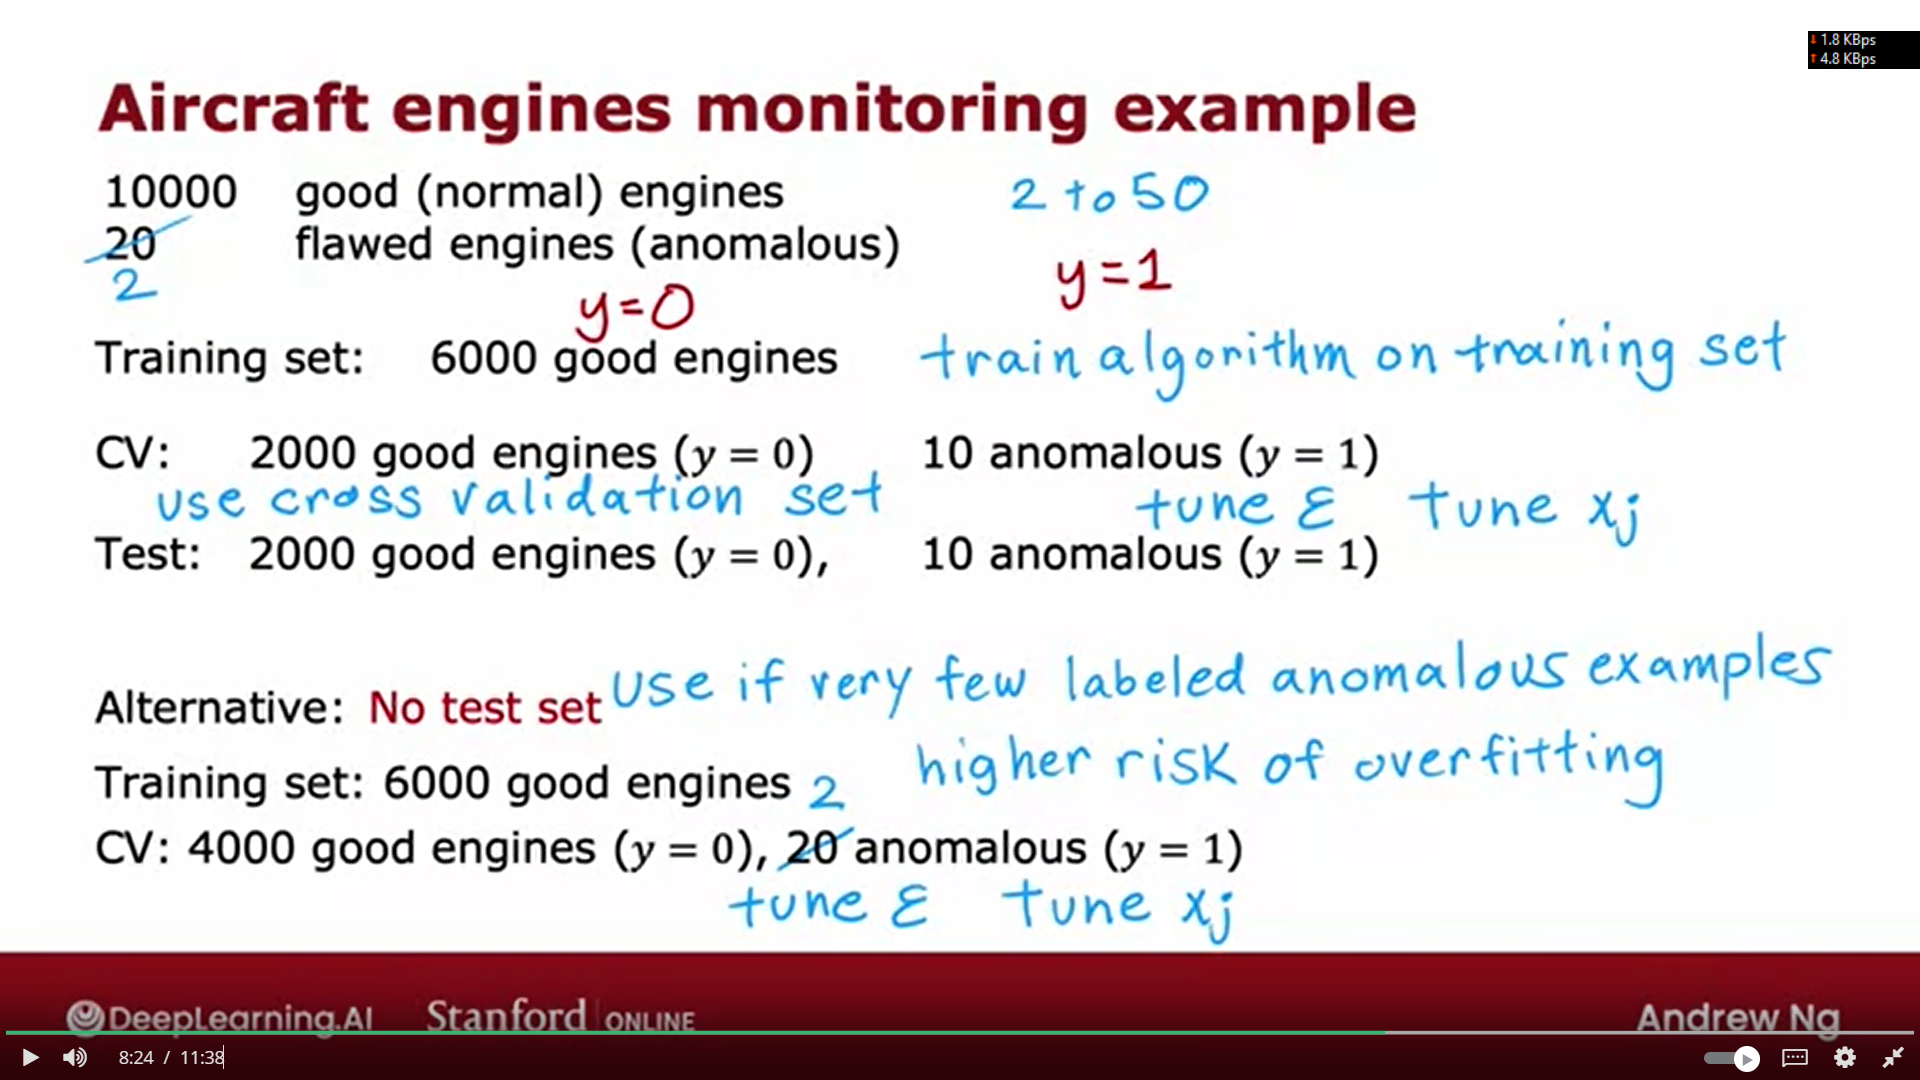 ↓ 1.8 KBps
↑ 4.8 KBps
Aircraft engines monitoring example
10000 good (normal) engines 2 to 50
20 flawed engines (anomalous)
2
y=0 y=1
Training set: 6000 good engines train algorithm on training set
CV: 2000 good engines (y = 0) 10 anomalous (y = 1)
use cross validation set tune ε tune xj
Test: 2000 good engines (y = 0), 10 anomalous (y = 1)
Alternative: No test set use if very few labeled anomalous examples
higher risk of overfitting
Training set: 6000 good engines 2
CV: 4000 good engines (y = 0), 20 anomalous (y = 1)
tune ε tune xj
DeepLearning.AI Stanford ONLINE Andrew Ng
8:24 / 11:38